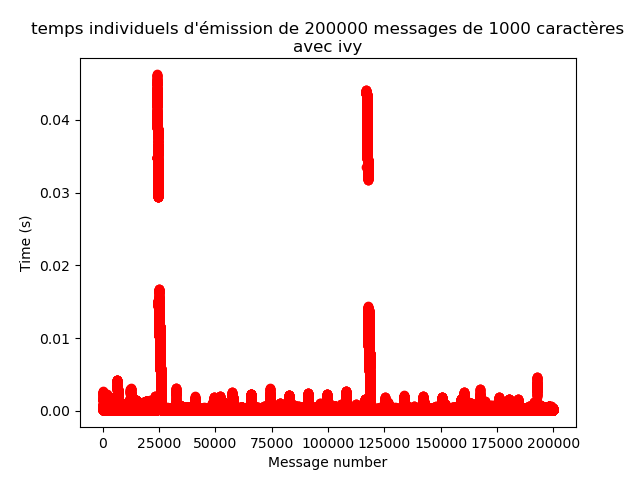 temps individuels d'émission de 200000 messages de 1000 caractères
avec ivy
0.04
0.03
0.02
0.01
0.00
Time (s)
0 25000 50000 75000 100000 125000 150000 175000 200000
Message number